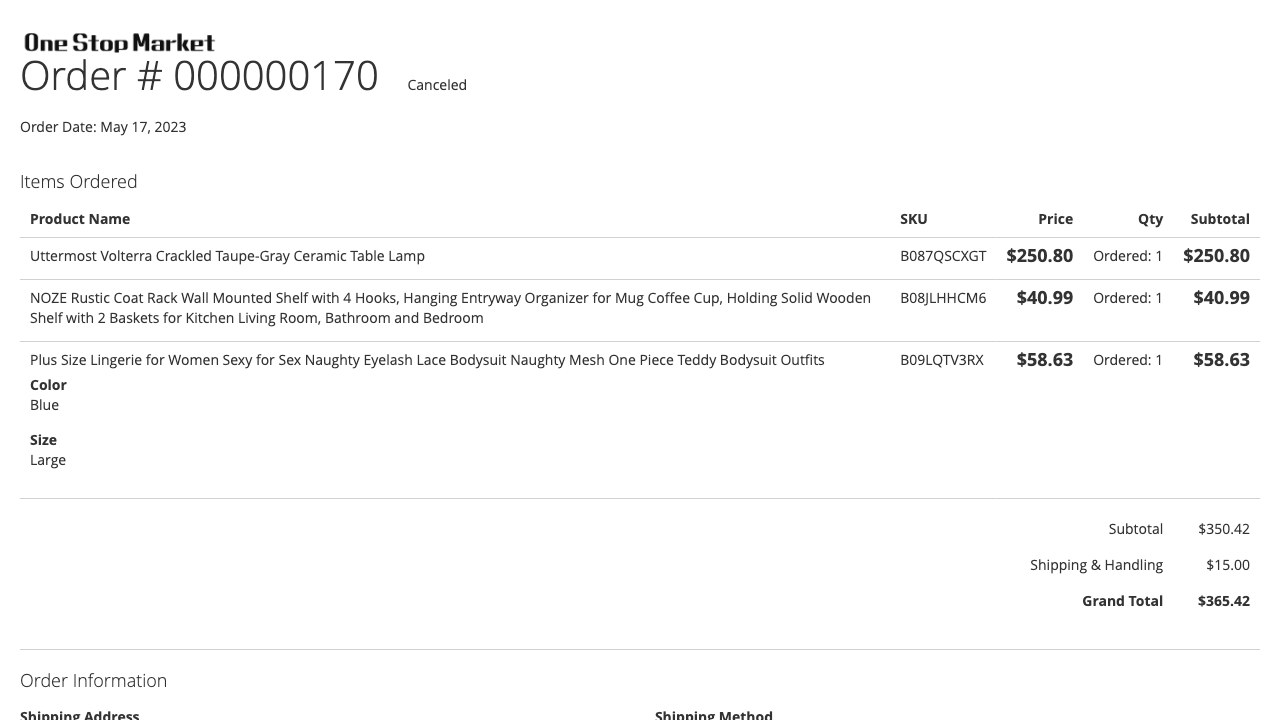 One Stop Market
Order # 000000170 Canceled
Order Date: May 17, 2023
Items Ordered
Product Name SKU Price Qty Subtotal
Uttermost Volterra Crackled Taupe-Gray Ceramic Table Lamp B087QSCXGT $250.80 Ordered: 1 $250.80
NOZE Rustic Coat Rack Wall Mounted Shelf with 4 Hooks, Hanging Entryway Organizer for Mug Coffee Cup, Holding Solid Wooden B08JLHHCM6 $40.99 Ordered: 1 $40.99
Shelf with 2 Baskets for Kitchen Living Room, Bathroom and Bedroom
Plus Size Lingerie for Women Sexy for Sex Naughty Eyelash Lace Bodysuit Naughty Mesh One Piece Teddy Bodysuit Outfits B09LQTV3RX $58.63 Ordered: 1 $58.63
Color
Blue
Size
Large
Subtotal $350.42
Shipping & Handling $15.00
Grand Total $365.42
Order Information
Shipping Address Shipping Method